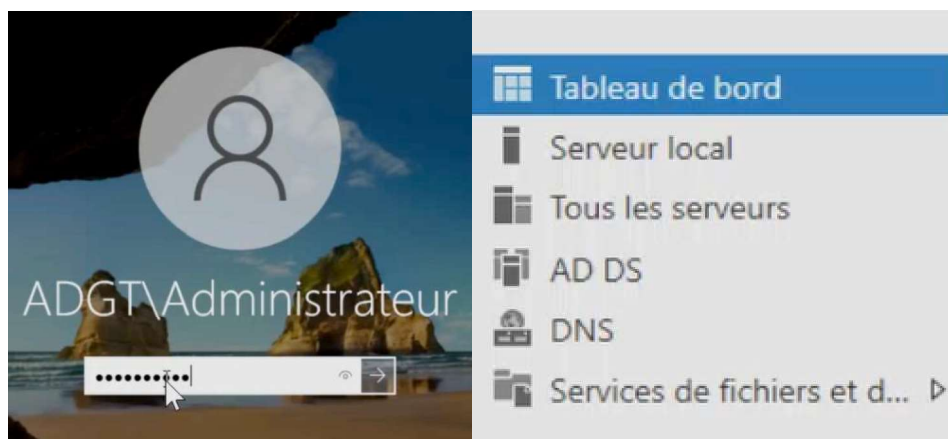 ADGT\Administrateur
Tableau de bord
Serveur local
Tous les serveurs
AD DS
DNS
Services de fichiers et d...